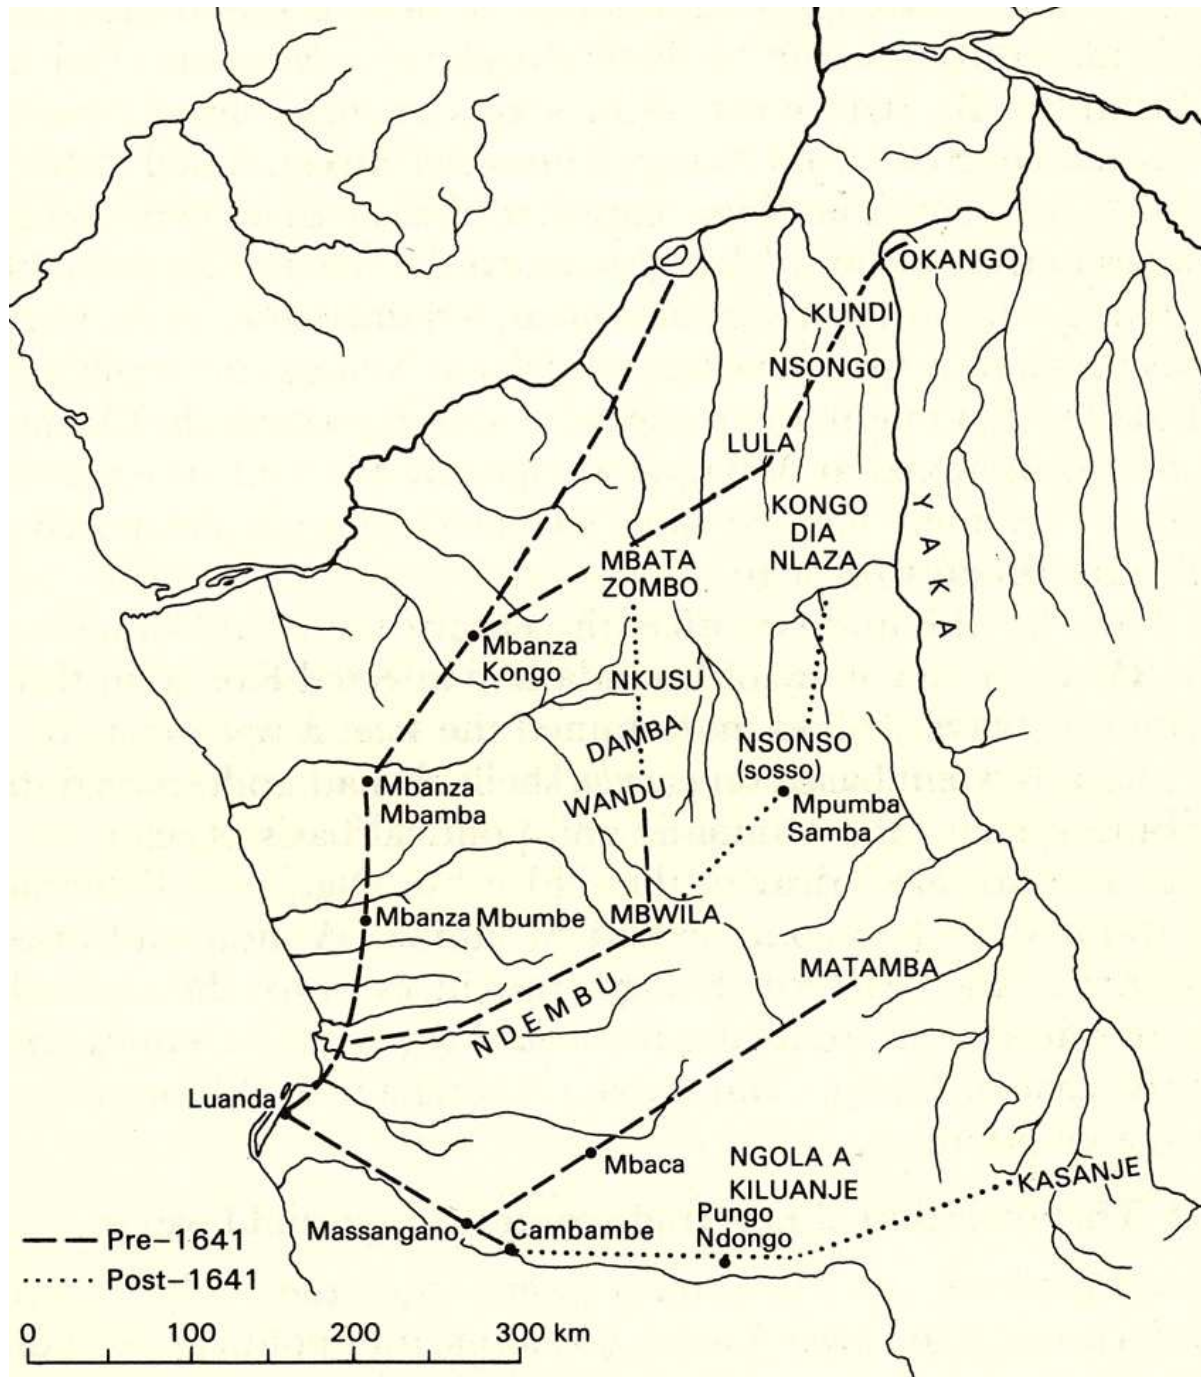 OKANGO
KUNDI
NSONGO
LULA
KONGO
DIA
NLAZA
YAKA
MBATA
ZOMBO
Mbanza
Kongo
NKUSU
DAMBA
NSONSO
(sosso)
WANDU
Mpumba
Samba
Mbanza
Mbamba
Mbanza Mbumbe
MBWILA
MATAMBA
NDEMBU
Luanda
Mbaca
NGOLA A
KILUANJE
KASANJE
Massangano
Cambambe
Pungo
Ndongo
Pre–1641
Post–1641
0 100 200 300 km